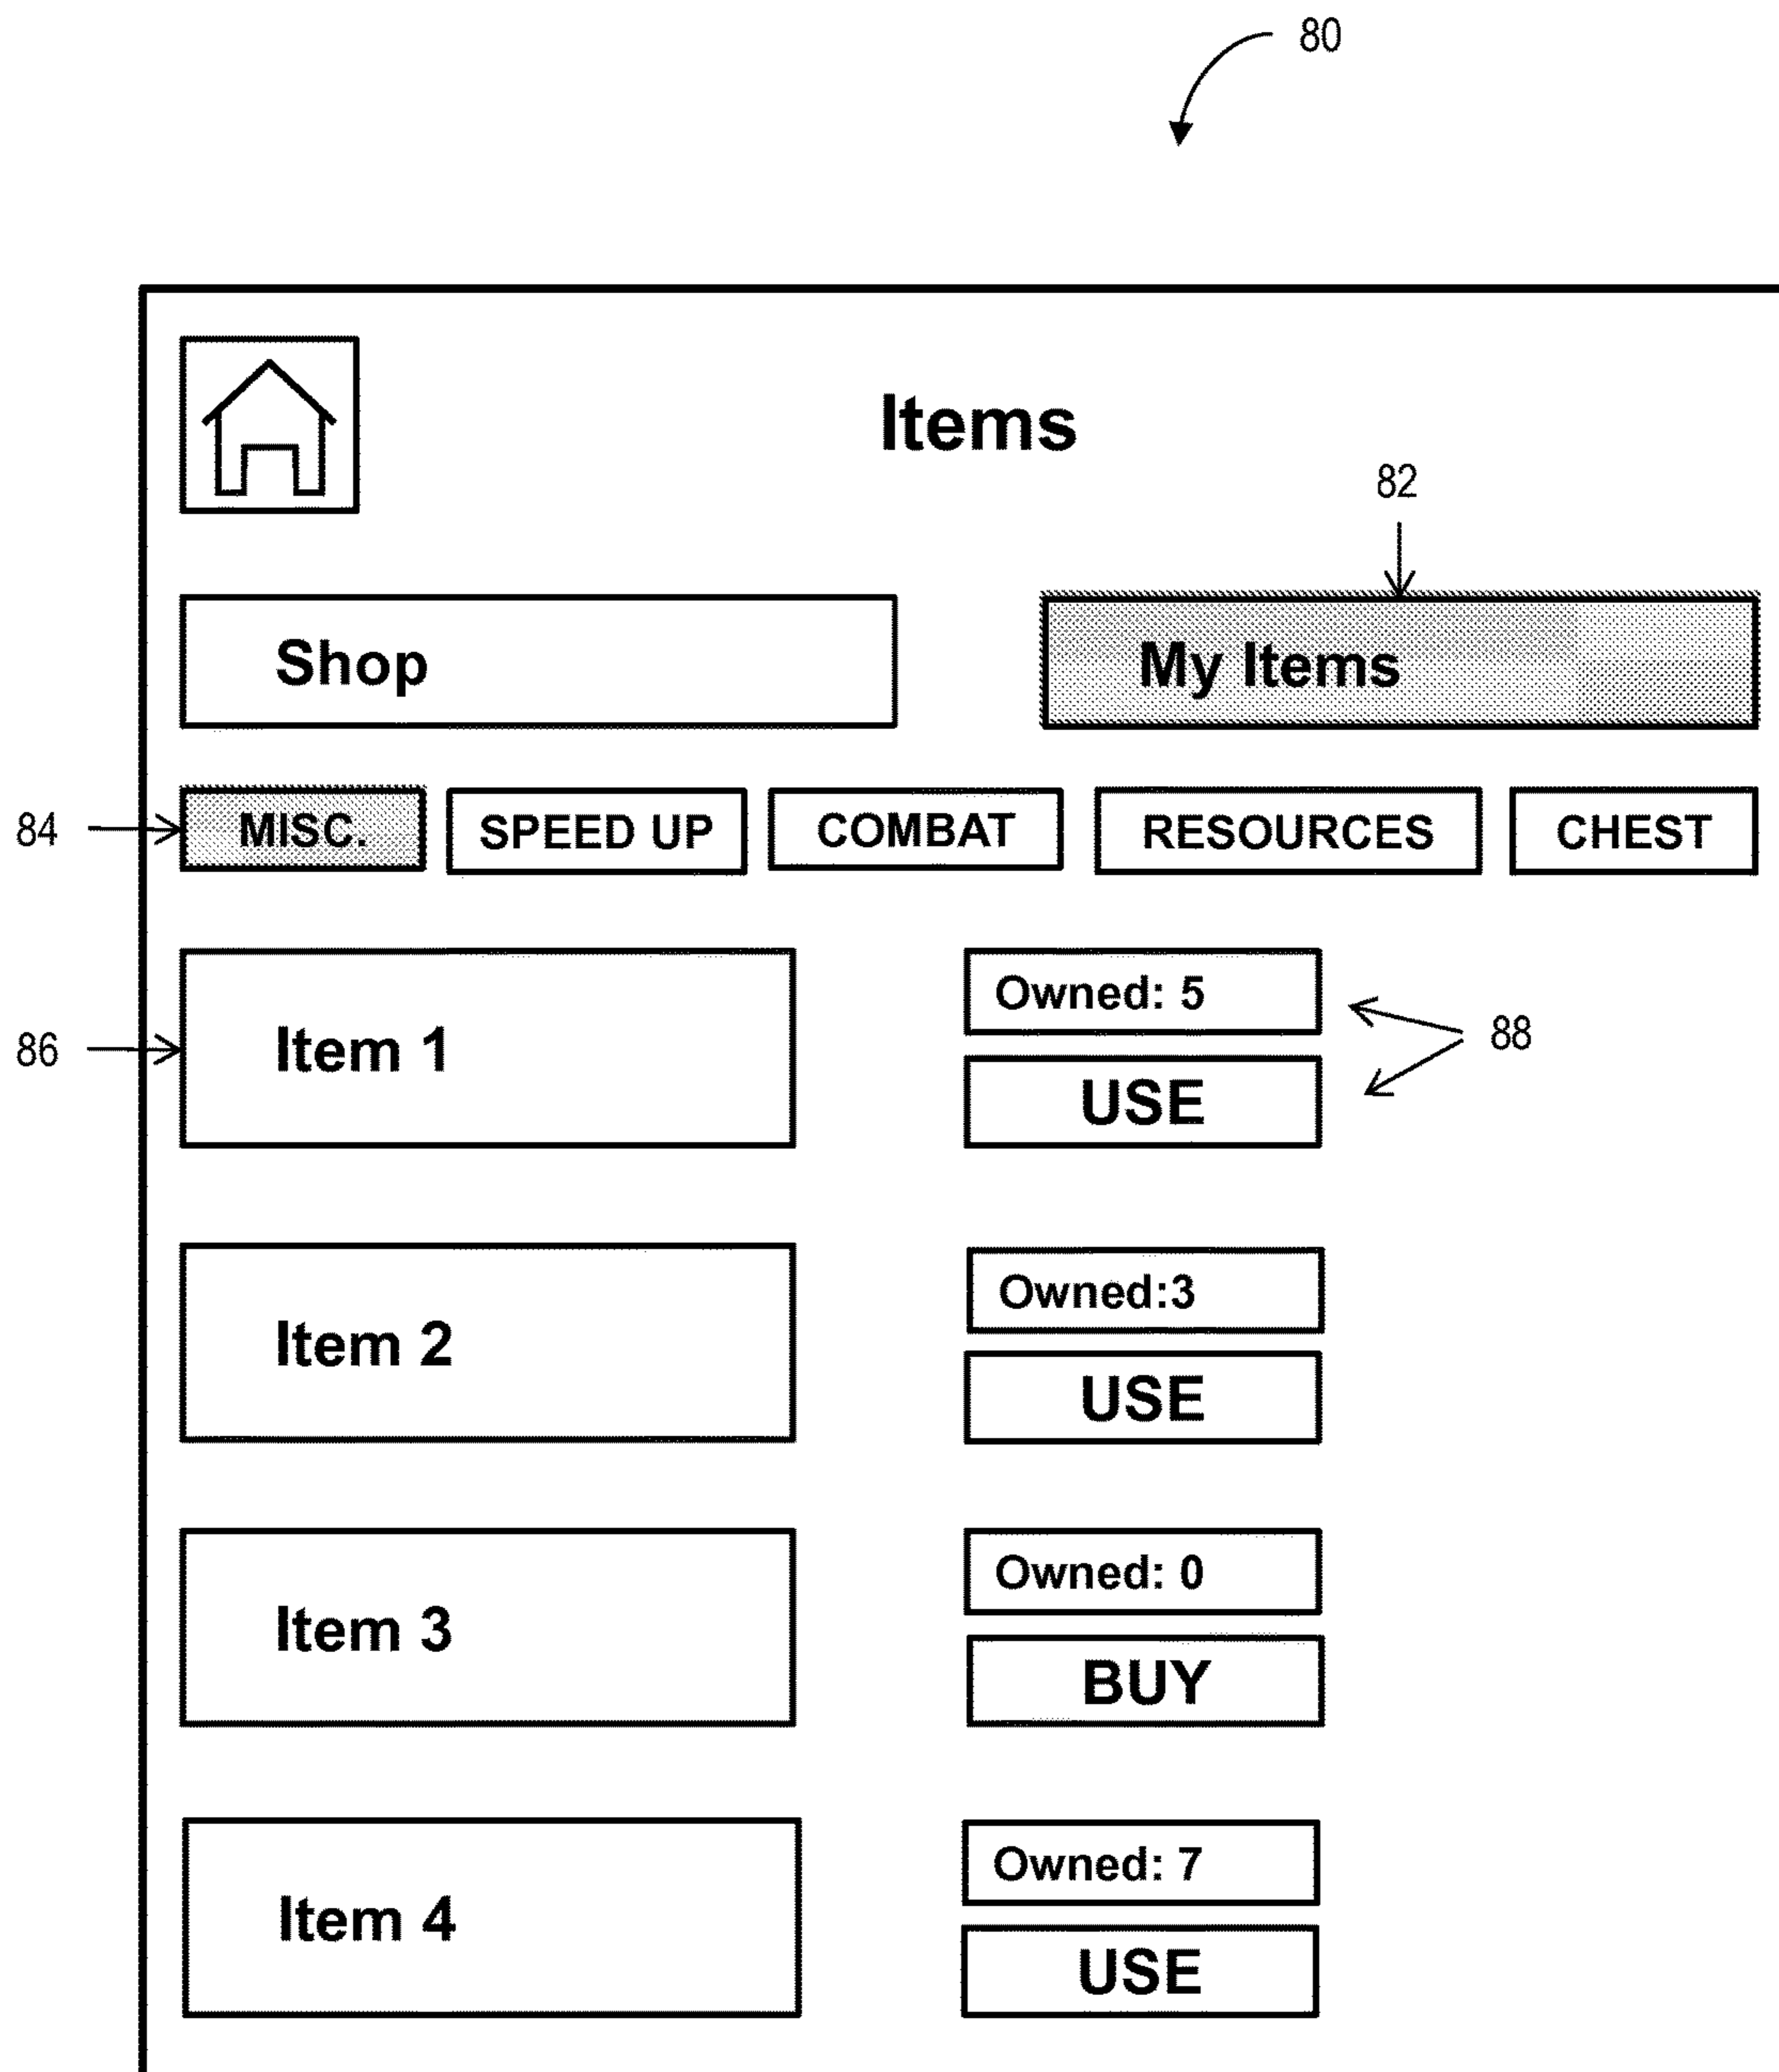 80
Items
82
Shop
My Items
84
MISC.
SPEED UP
COMBAT
RESOURCES
CHEST
86
Item 1
Owned: 5
USE
88
Item 2
Owned:3
USE
Item 3
Owned: 0
BUY
Item 4
Owned: 7
USE